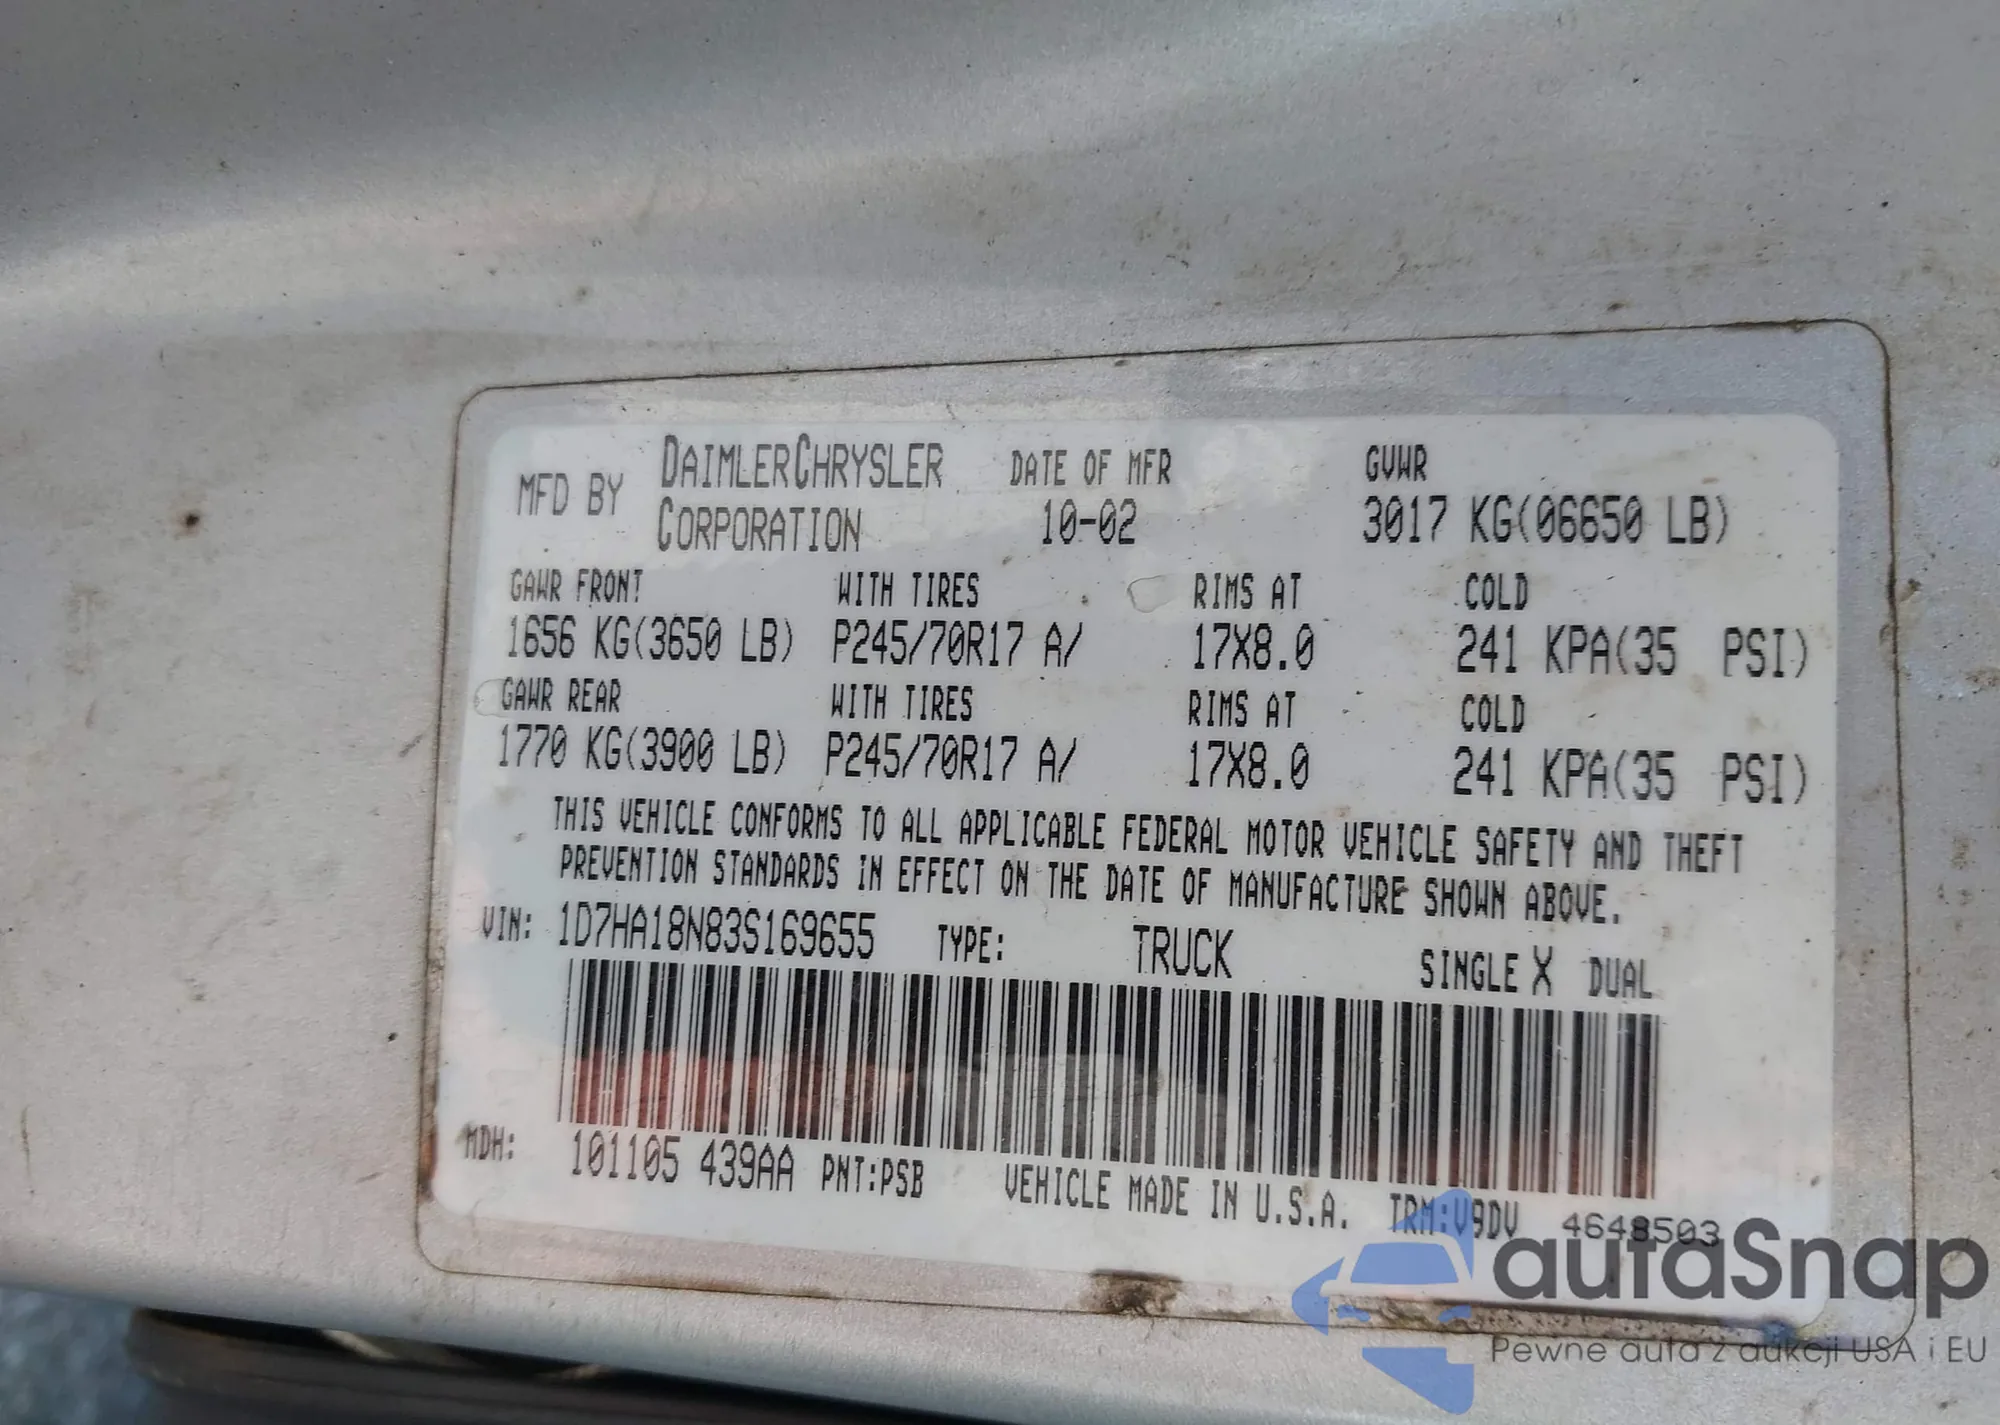 MFD BY DAIMLERCHRYSLER CORPORATION DATE OF MFR 10-02 GVWR 3017 KG(06650 LB)
GAWR FRONT WITH TIRES RIMS AT COLD
1656 KG(3650 LB) P245/70R17 A/ 17X8.0 241 KPA(35 PSI)
GAWR REAR WITH TIRES RIMS AT COLD
1770 KG(3900 LB) P245/70R17 A/ 17X8.0 241 KPA(35 PSI)
THIS VEHICLE CONFORMS TO ALL APPLICABLE FEDERAL MOTOR VEHICLE SAFETY AND THEFT
PREVENTION STANDARDS IN EFFECT ON THE DATE OF MANUFACTURE SHOWN ABOVE.
VIN: 1D7HA18N83S169655 TYPE: TRUCK SINGLE X DUAL
MDH: 101105 439AA PNT:PSB VEHICLE MADE IN U.S.A. TRM:V9DV 4648503
autaSnap
Pewne auta z aukcji USA i EU